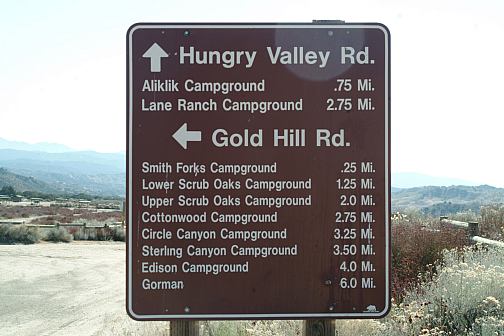 Hungry Valley Rd.
Aliklik Campground .75 Mi.
Lane Ranch Campground 2.75 Mi.
Gold Hill Rd.
Smith Forks Campground .25 Mi.
Lower Scrub Oaks Campground 1.25 Mi.
Upper Scrub Oaks Campground 2.0 Mi.
Cottonwood Campground 2.75 Mi.
Circle Canyon Campground 3.25 Mi.
Sterling Canyon Campground 3.50 Mi.
Edison Campground 4.0 Mi.
Gorman 6.0 Mi.